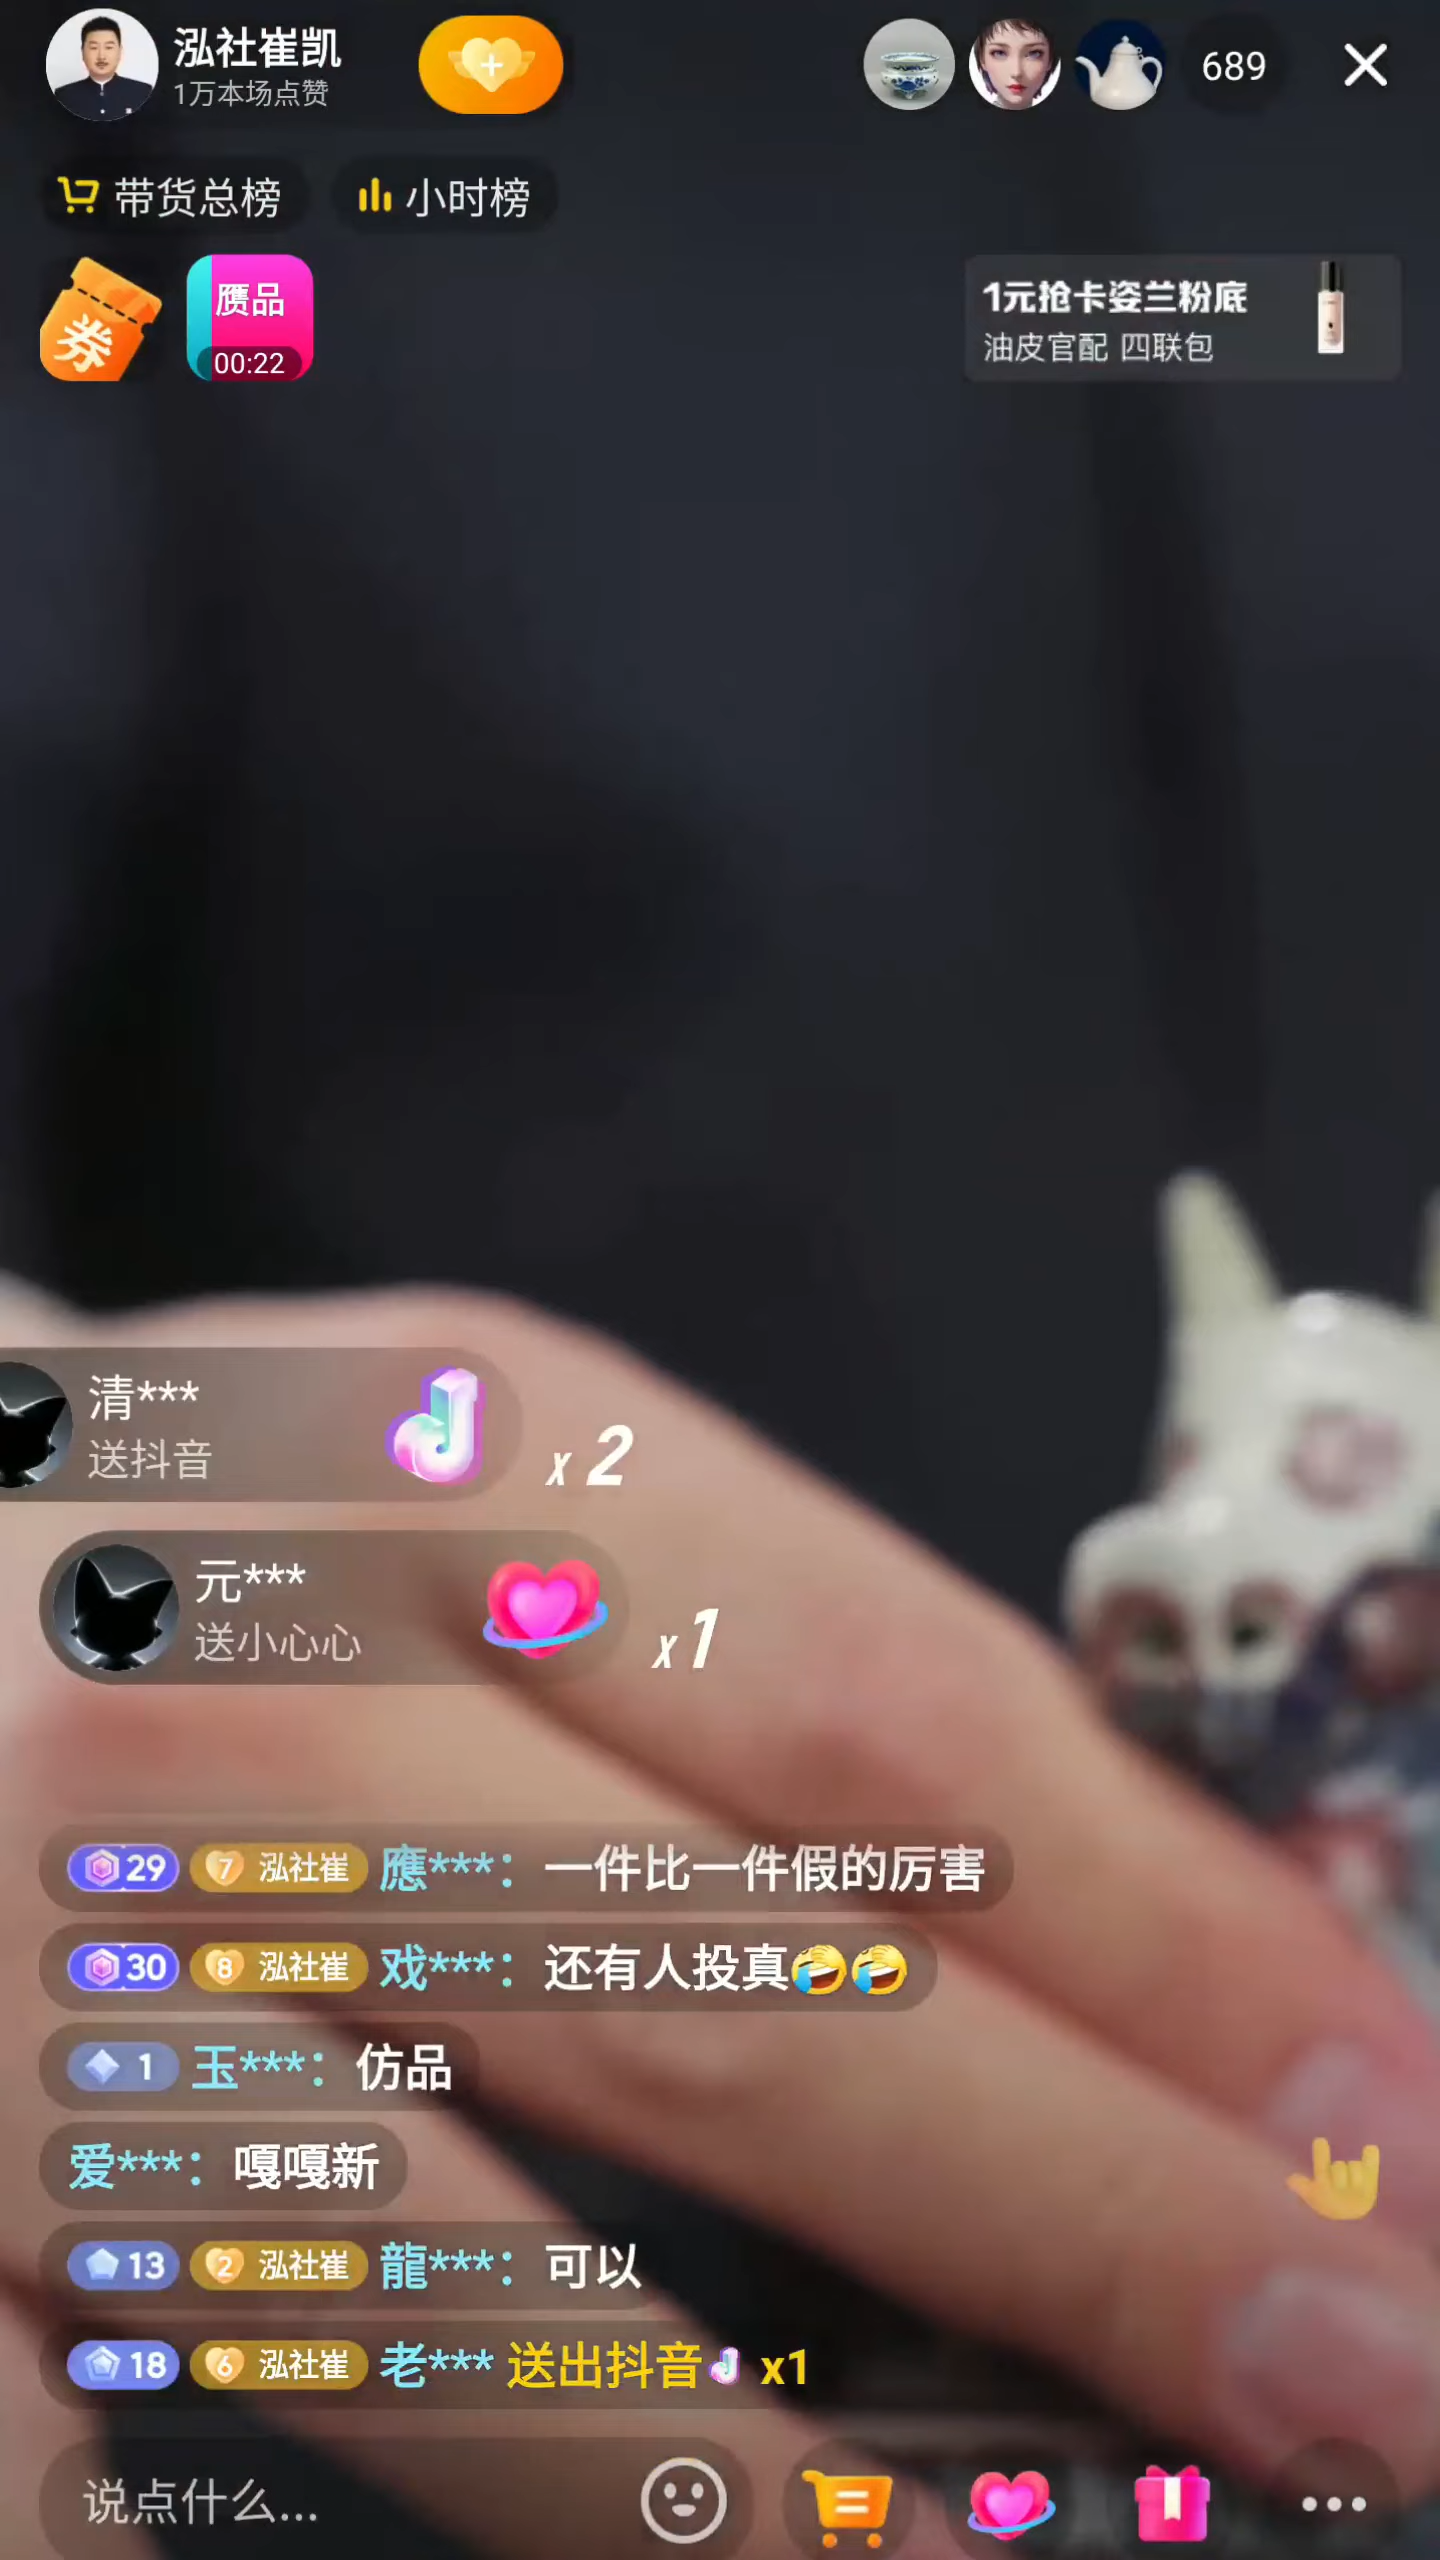 泓社崔凯
1万本场点赞
689
带货总榜
小时榜
券
赝品
00:22
1元抢卡姿兰粉底
油皮官配 四联包
清***
送抖音
x 2
元***
送小心心
x 1
29 7 泓社崔 應***：一件比一件假的厉害
30 8 泓社崔 戏***：还有人投真🤣🤣
1 玉***：仿品
爱***：嘎嘎新
13 2 泓社崔 龍***：可以
18 6 泓社崔 老*** 送出抖音 x1
说点什么...